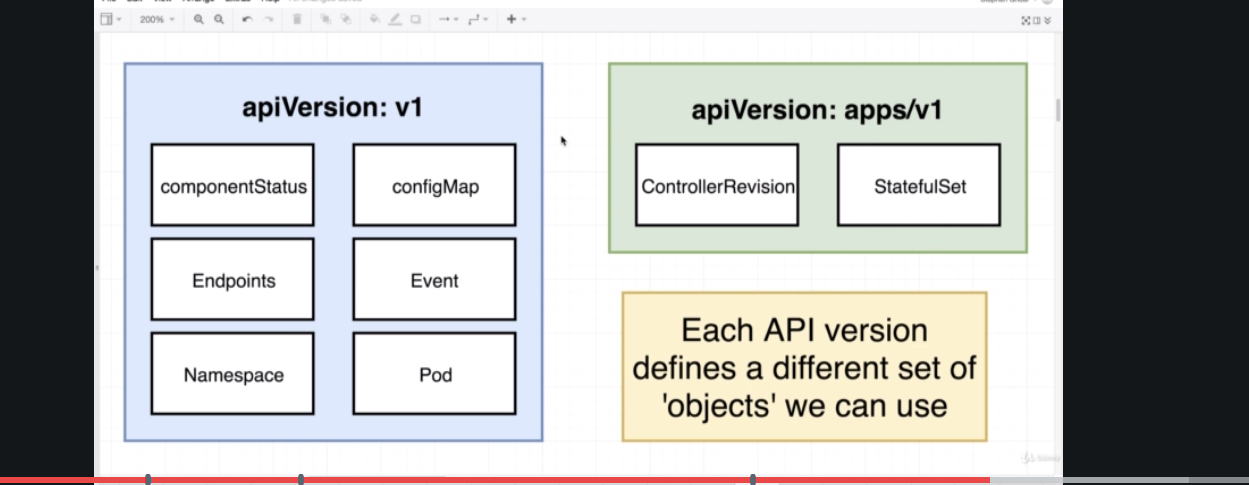 200%
apiVersion: v1
componentStatus
configMap
Endpoints
Event
Namespace
Pod
apiVersion: apps/v1
ControllerRevision
StatefulSet
Each API version
defines a different set of
'objects' we can use